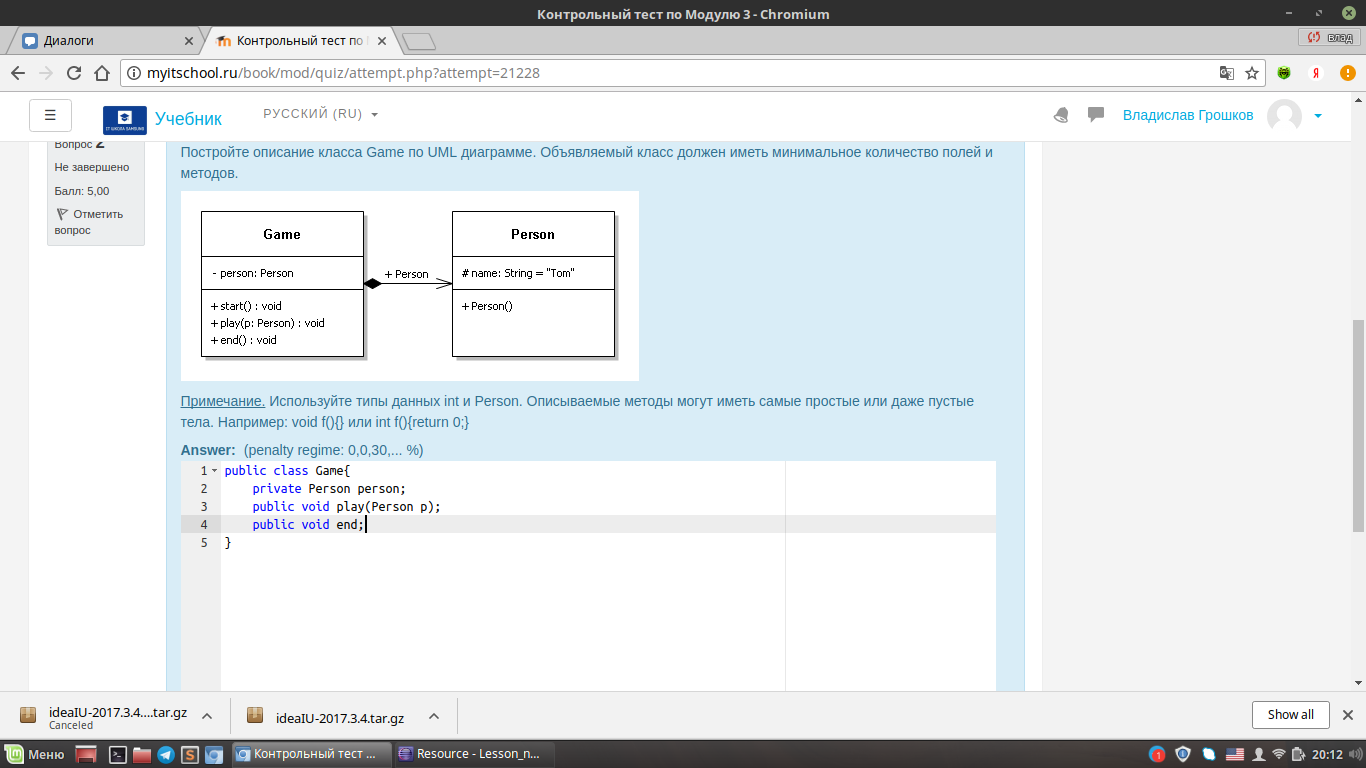 Контрольный тест по Модулю 3 - Chromium
Диалоги
Контрольный тест по
влад
myitschool.ru/book/mod/quiz/attempt.php?attempt=21228
Я
IT ШКОЛА SAMSUNG
Учебник
РУССКИЙ (RU)
Владислав Грошков
Вопрос 2
Не завершено
Балл: 5,00
Отметить
вопрос
Постройте описание класса Game по UML диаграмме. Объявляемый класс должен иметь минимальное количество полей и
методов.
Game
- person: Person
+ start() : void
+ play(p: Person) : void
+ end() : void
+ Person
Person
# name: String = "Tom"
+ Person()
Примечание. Используйте типы данных int и Person. Описываемые методы могут иметь самые простые или даже пустые
тела. Например: void f(){} или int f(){return 0;}
Answer: (penalty regime: 0,0,30,... %)
1 public class Game{
2 private Person person;
3 public void play(Person p);
4 public void end;
5 }
ideaIU-2017.3.4....tar.gz
Canceled
ideaIU-2017.3.4.tar.gz
Show all
Меню
Контрольный тест ...
Resource - Lesson_n...
1
20:12